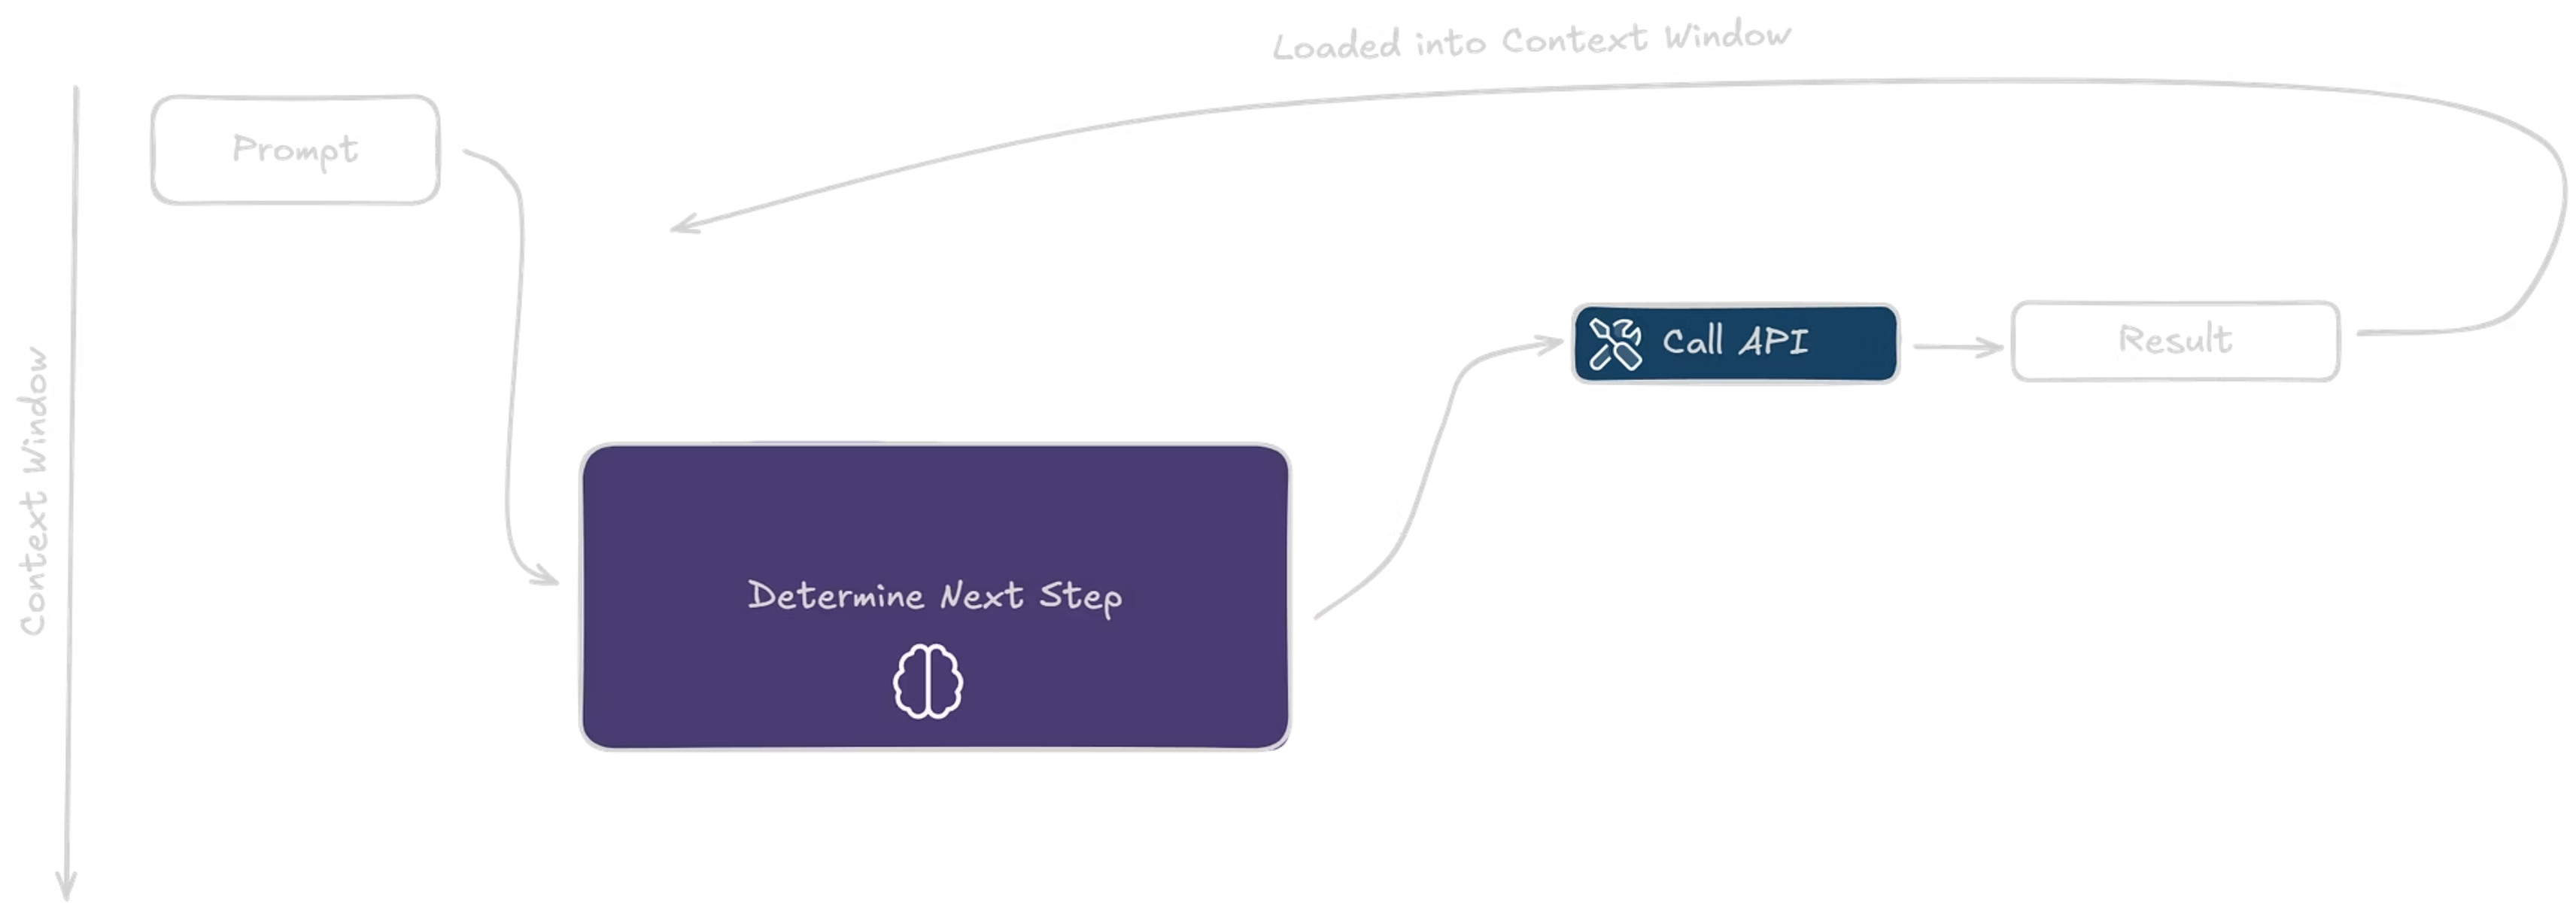 Loaded into Context Window
Prompt
Call API
Result
Context Window
Determine Next Step